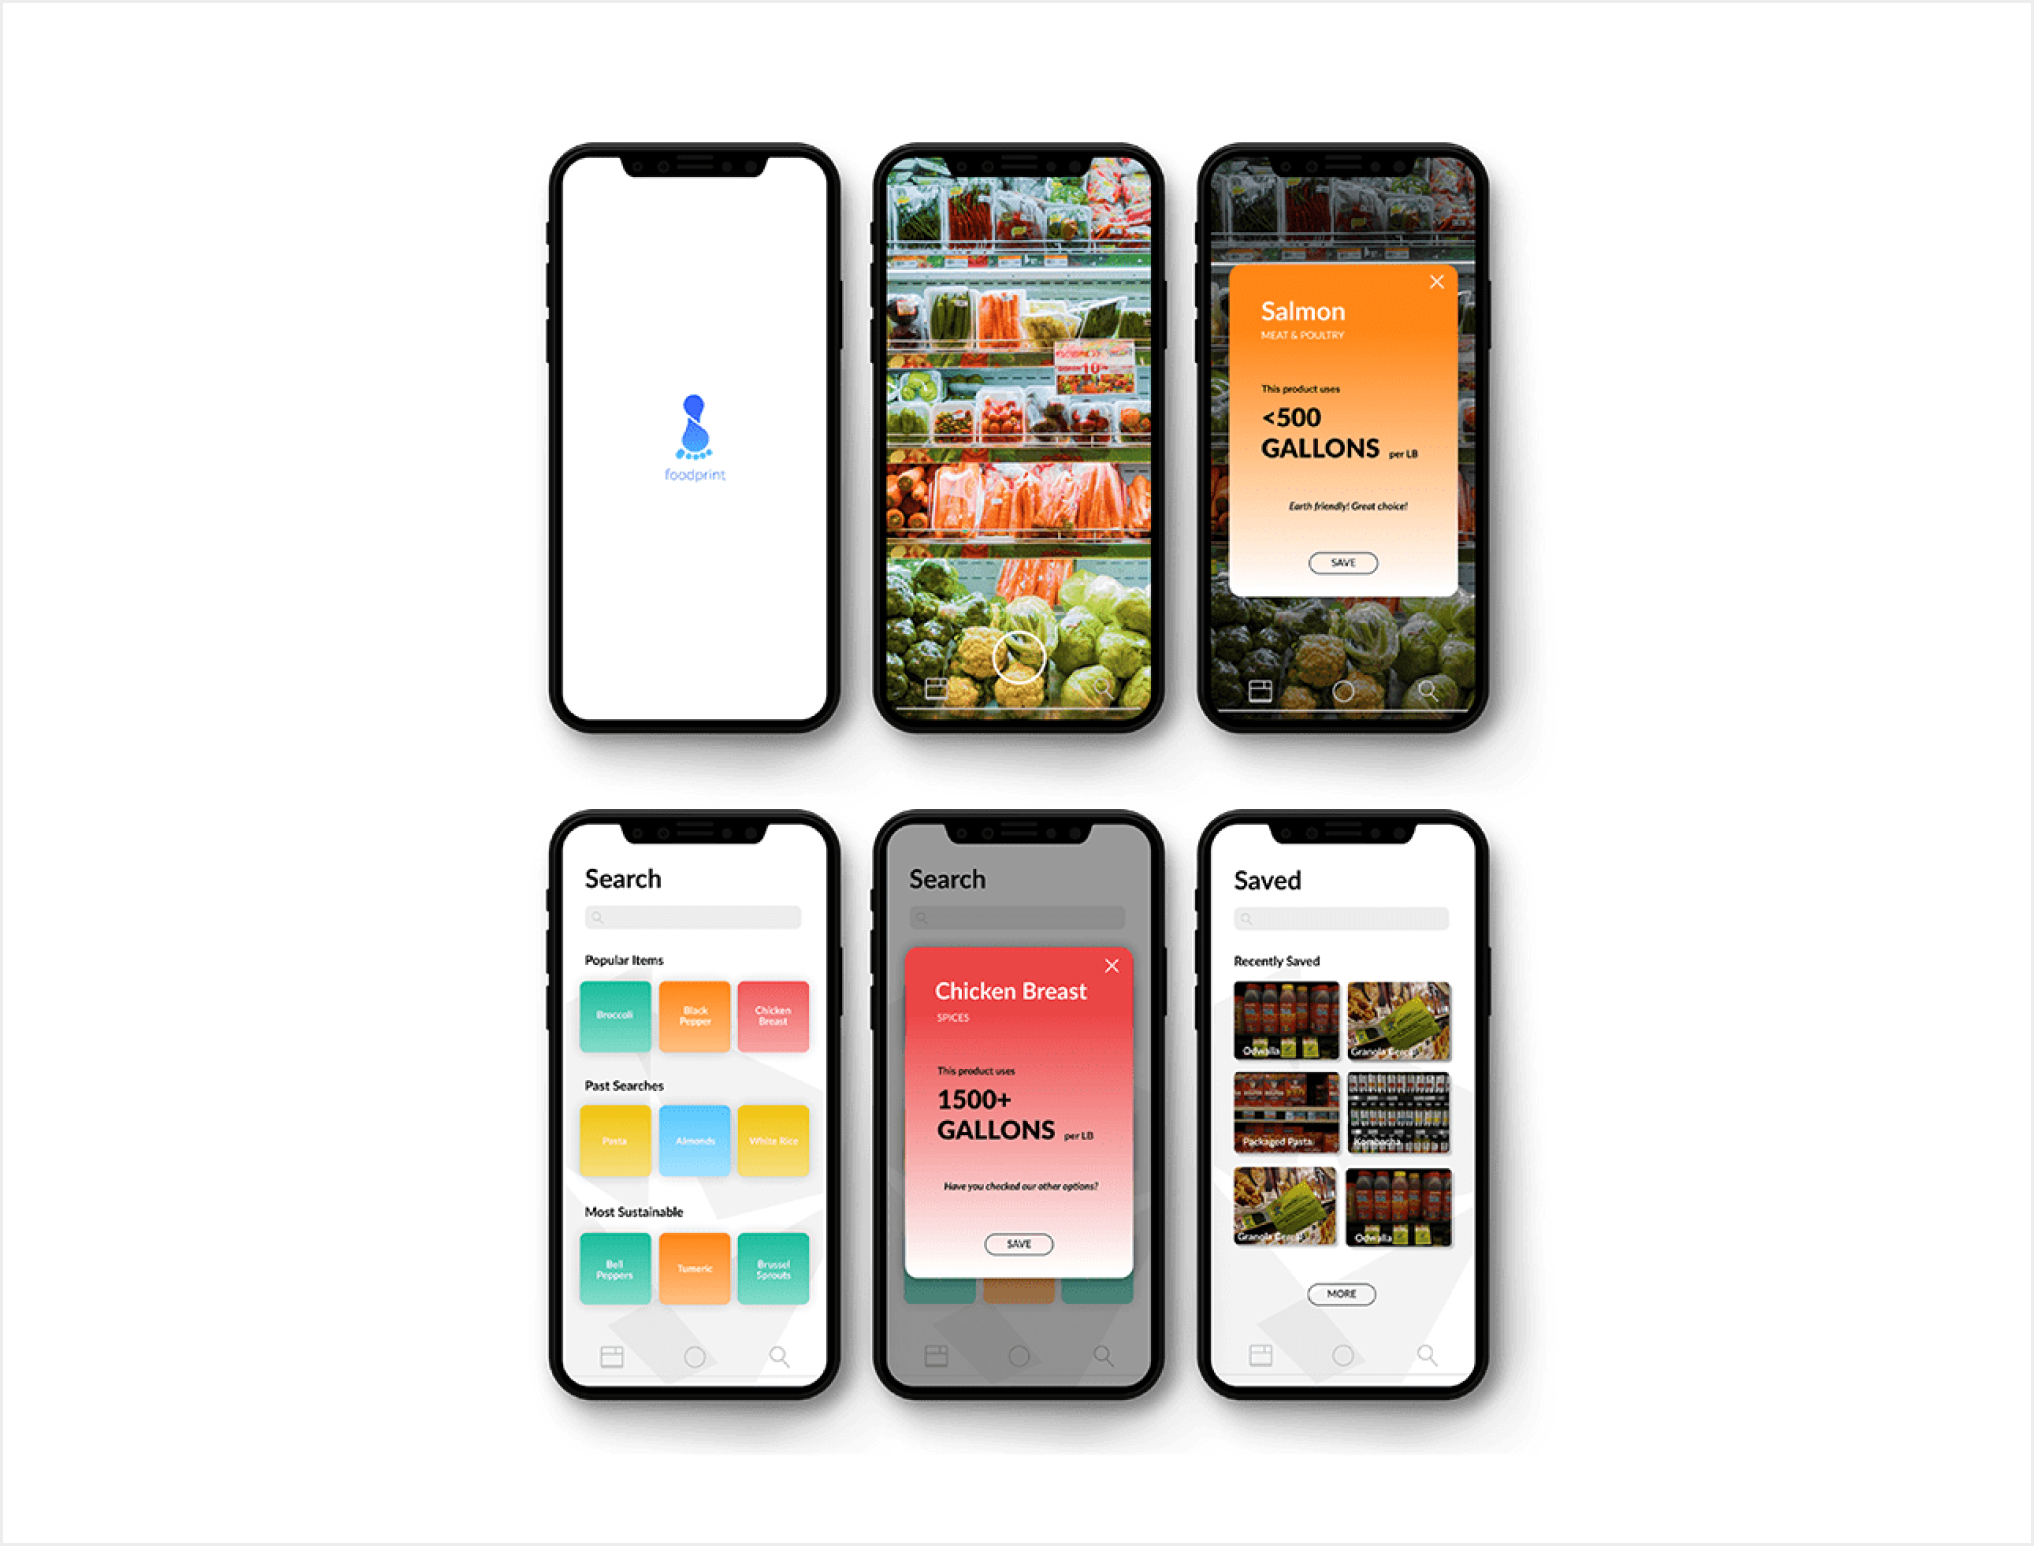 foodprint
10
Salmon
MEAT & POULTRY
This product uses
<500
GALLONS per LB
Earth friendly! Great choice!
SAVE
Search
Popular Items
Broccoli
Black
Pepper
Chicken
Breast
Past Searches
Pasta
Almonds
White Rice
Most Sustainable
Bell
Peppers
Tumeric
Brussel
Sprouts
Search
Chicken Breast
SPICES
This product uses
1500+
GALLONS per LB
Have you checked our other options?
SAVE
Saved
Recently Saved
Odwalla
Granola
Packaged Pasta
Kombacha
Granola
Odwalla
MORE